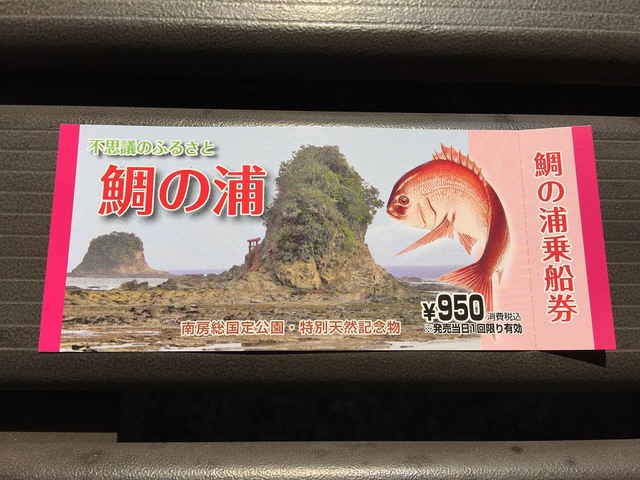 不思議のふるさと
鯛の浦
南房総国定公園・特別天然記念物
¥950 消費税込
※発売当日1回限り有効
鯛の浦乗船券